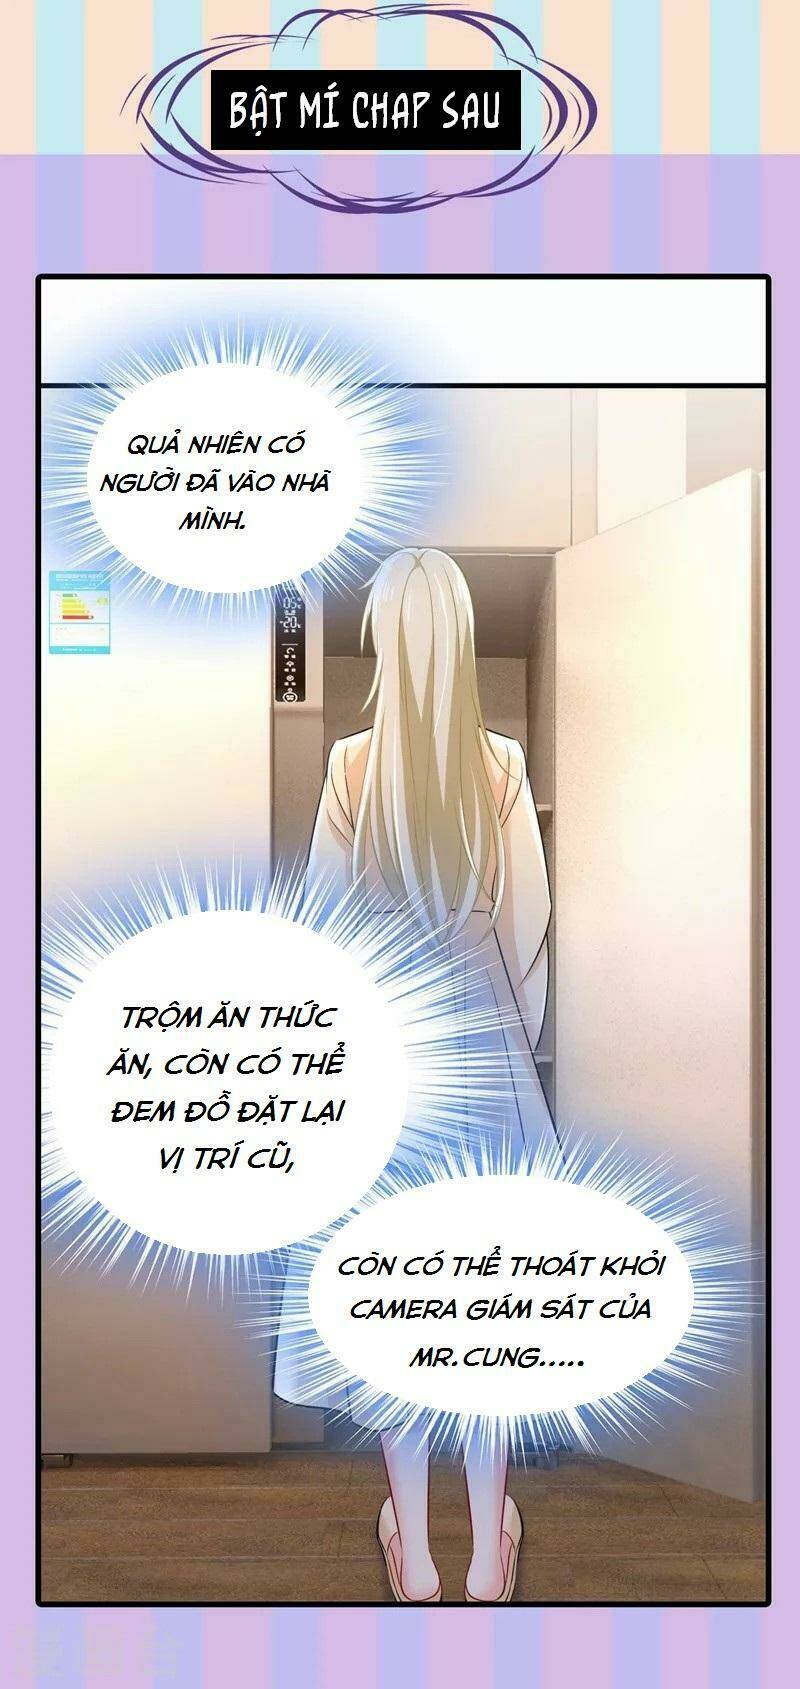 BẬT MÍ CHAP SAU
QUẢ NHIÊN CÓ
NGƯỜI ĐÃ VÀO NHÀ
MÌNH.
TRỘM ĂN THỨC
ĂN, CÒN CÓ THỂ
ĐEM ĐỒ ĐẶT LẠI
VỊ TRÍ CŨ,
CÒN CÓ THỂ THOÁT KHỎI
CAMERA GIÁM SÁT CỦA
MR.CUNG.....